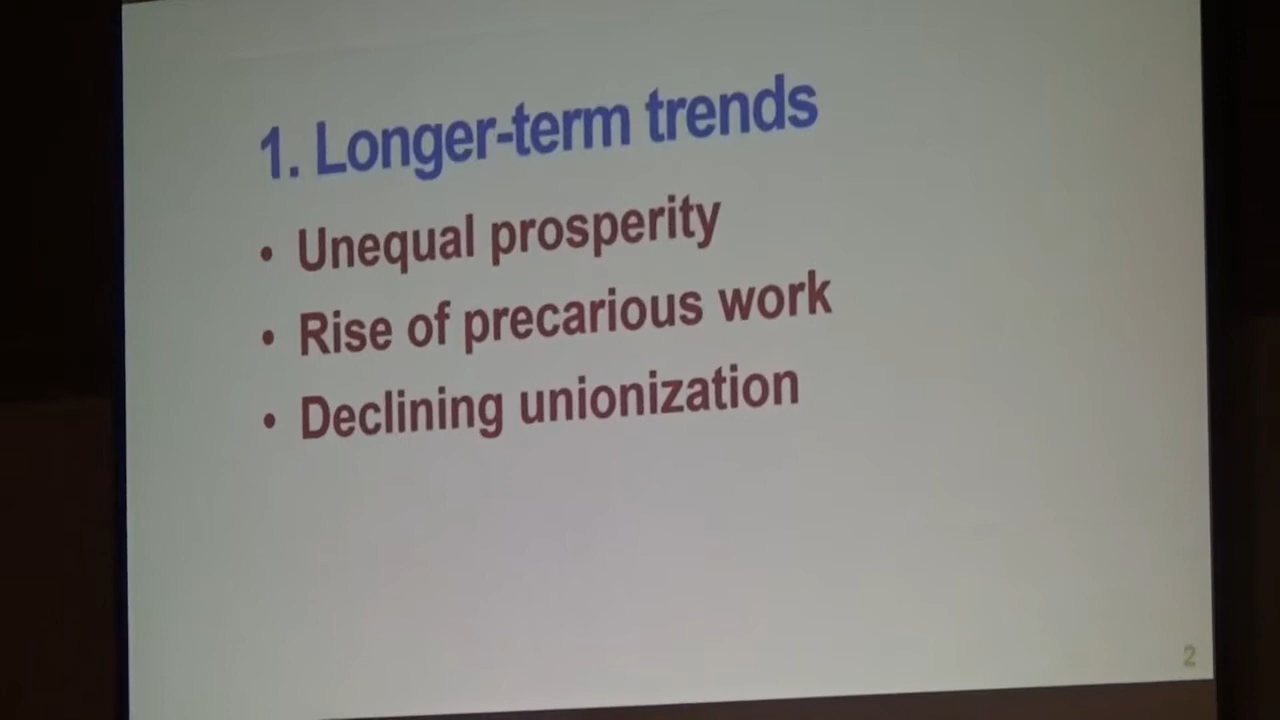 1. Longer-term trends
• Unequal prosperity
• Rise of precarious work
• Declining unionization
2